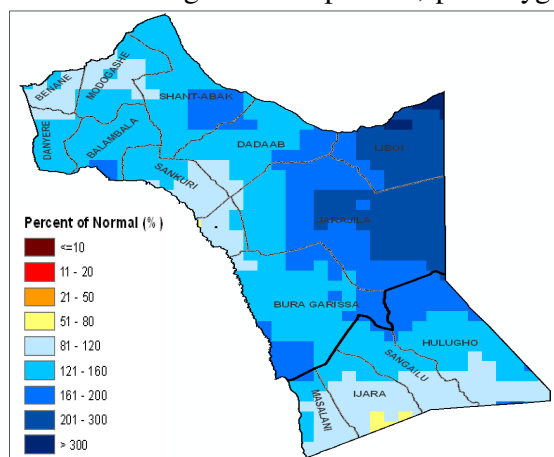 BENANE
MODOGASHE
SHANT-ABAK
DANYERE
BALAMBALA
SANKURI
DADAAB
LIBOI
JARAJILA
BURA GARISSA
HULUGHO
SANGAILU
IJARA
MASALANI
Percent of Normal (%)
<=10
11 - 20
21 - 50
51 - 80
81 - 120
121 - 160
161 - 200
201 - 300
> 300